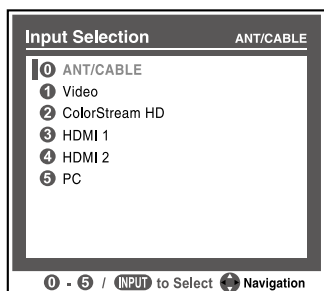 Input Selection ANT/CABLE
0 ANT/CABLE
1 Video
2 ColorStream HD
3 HDMI 1
4 HDMI 2
5 PC
0 - 5 / INPUT to Select Navigation